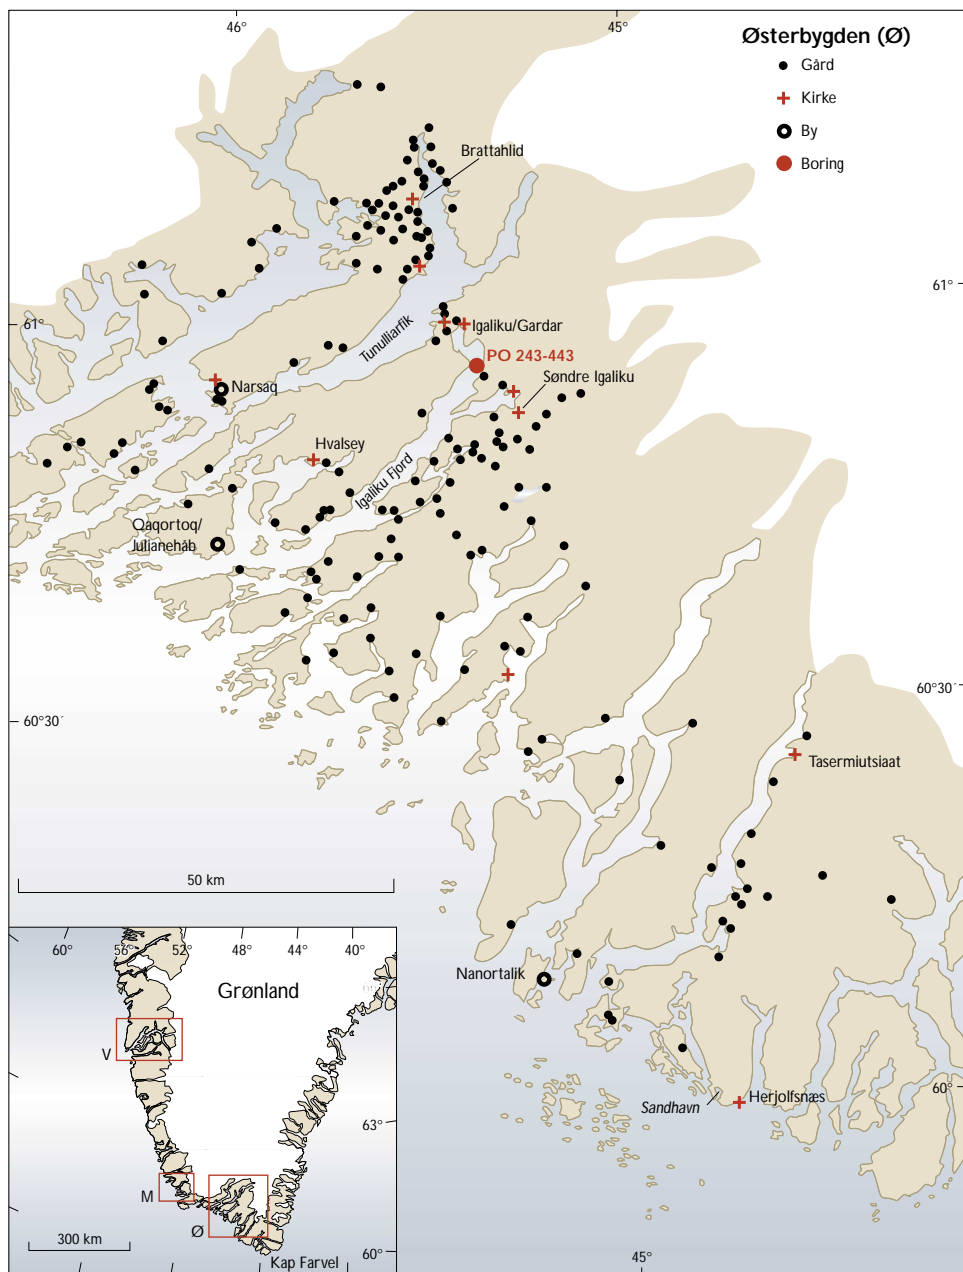 46°
45°
Østerbygden (Ø)
Gård
Kirke
By
Boring
Brattahlid
61°
61°
Tunulliarfik
Igaliku/Gardar
PO 243-443
Søndre Igaliku
Narsaq
Hvalsey
Igaliku Fjord
Qaqortoq/
Julianehåb
60°30´
60°30´
Tasermiutsiaat
50 km
Nanortalik
60°
Sandhavn
Herjolfsnæs
45°
60°
56°
52°
48°
44°
40°
Grønland
V
63°
M
Ø
300 km
60°
Kap Farvel